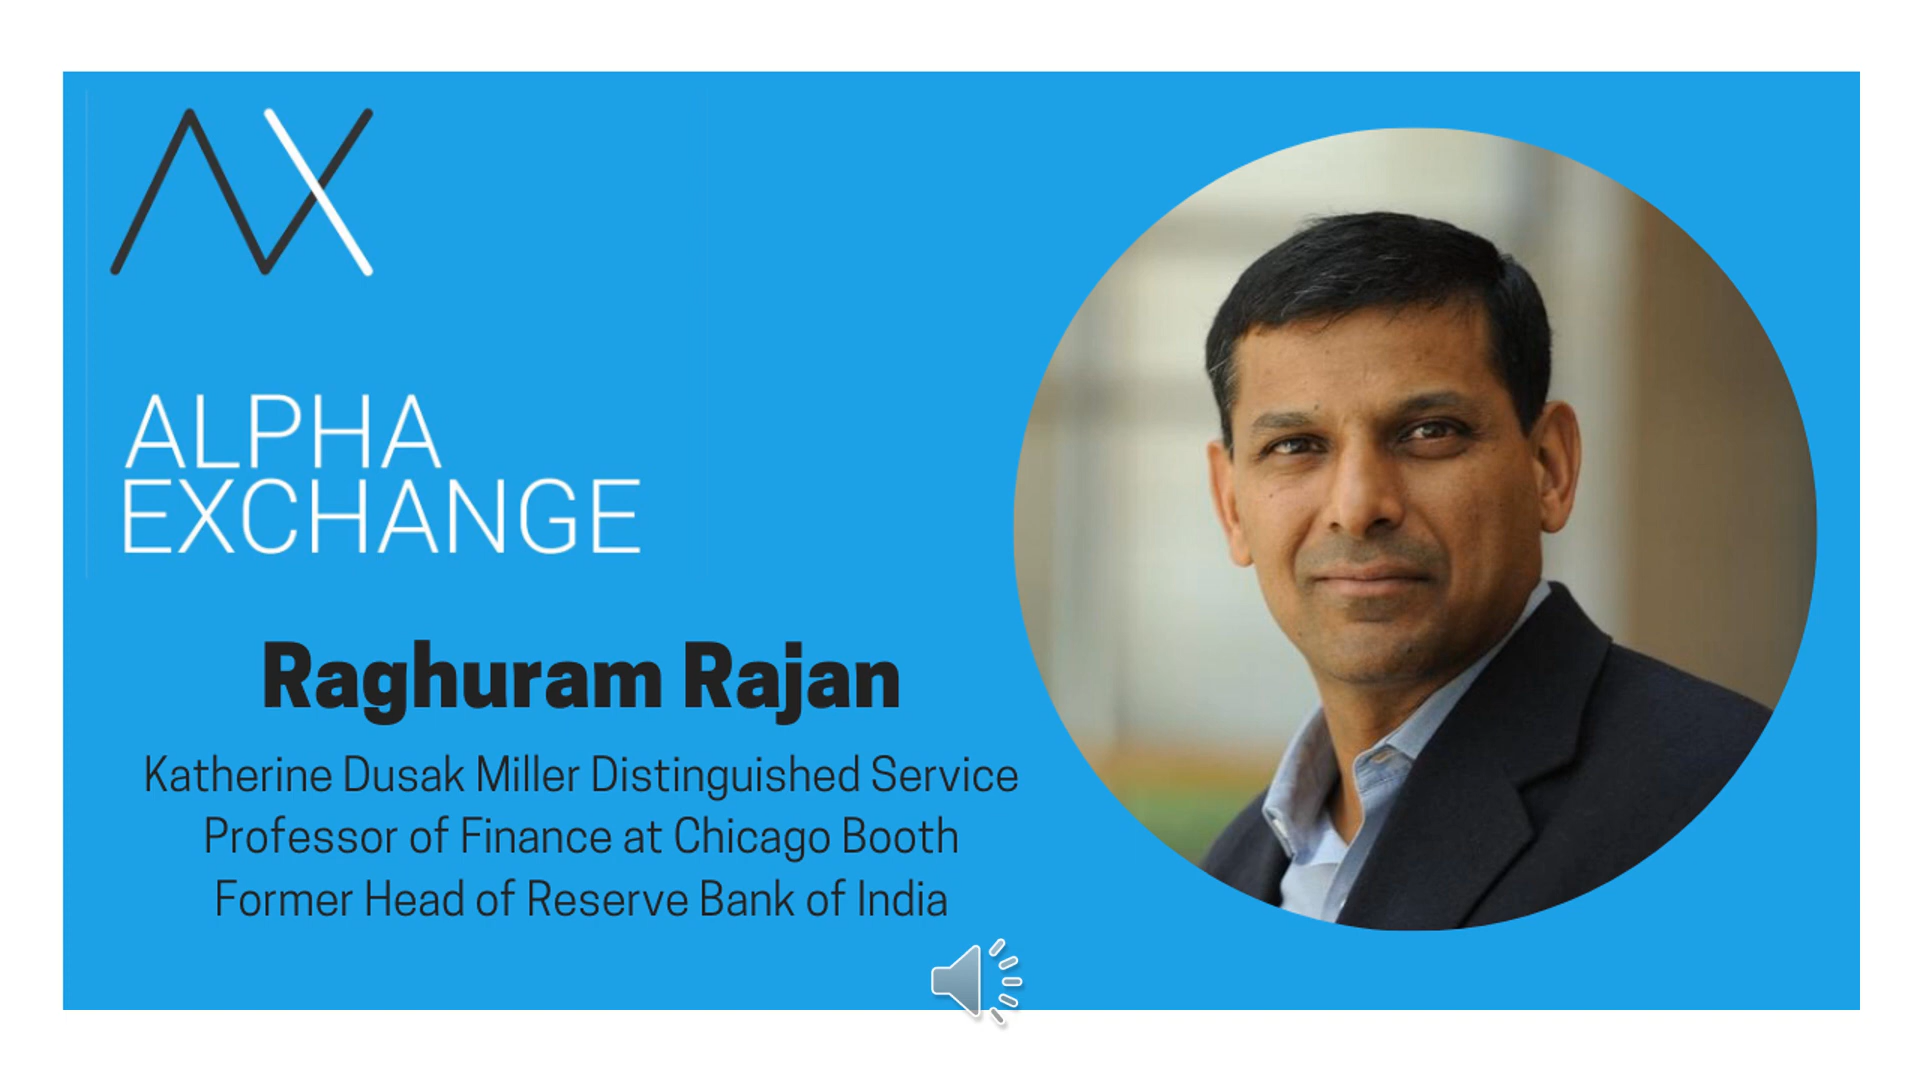 AX
ALPHA
EXCHANGE
Raghuram Rajan
Katherine Dusak Miller Distinguished Service
Professor of Finance at Chicago Booth
Former Head of Reserve Bank of India